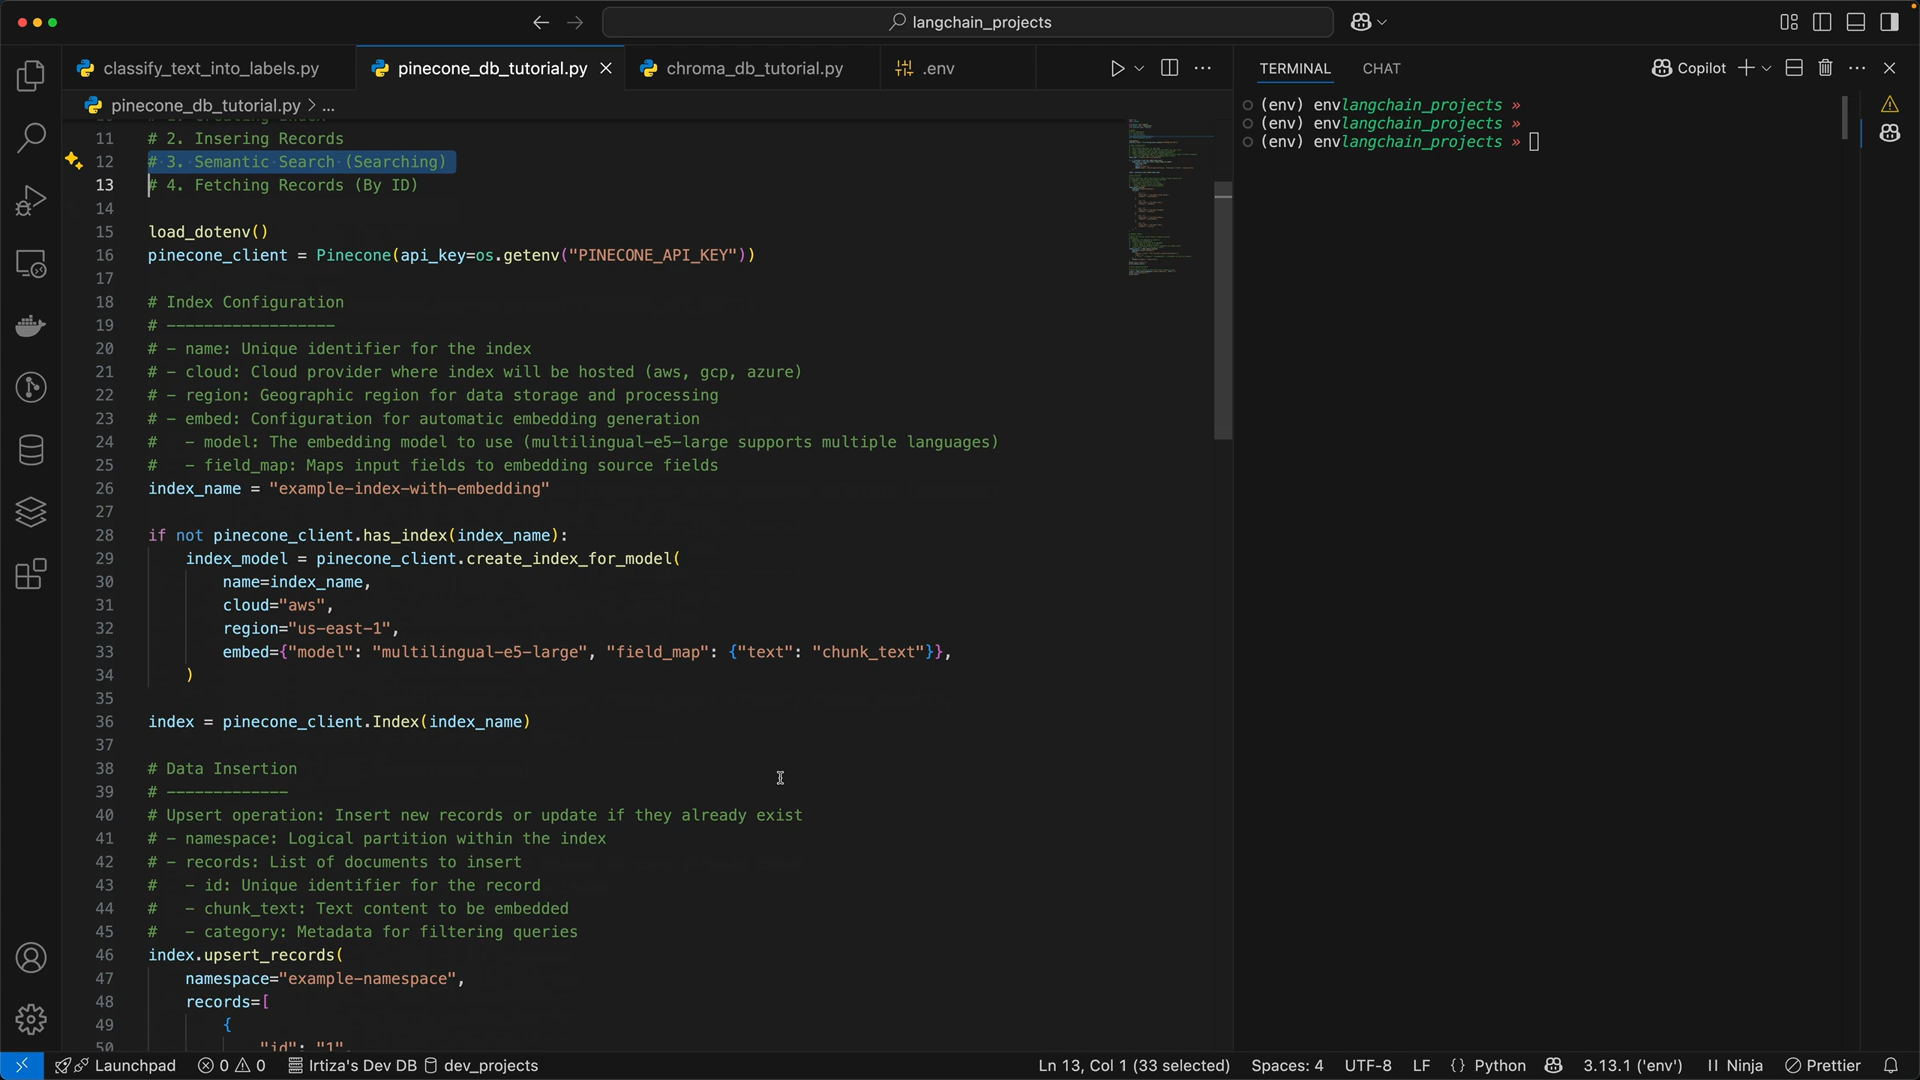 langchain_projects
classify_text_into_labels.py
pinecone_db_tutorial.py
chroma_db_tutorial.py
.env
TERMINAL
CHAT
Copilot
pinecone_db_tutorial.py > ...
11 # 2. Insering Records
12 # 3. Semantic Search (Searching)
13 # 4. Fetching Records (By ID)
14
15 load_dotenv()
16 pinecone_client = Pinecone(api_key=os.getenv("PINECONE_API_KEY"))
17
18 # Index Configuration
19 # ------------------
20 # - name: Unique identifier for the index
21 # - cloud: Cloud provider where index will be hosted (aws, gcp, azure)
22 # - region: Geographic region for data storage and processing
23 # - embed: Configuration for automatic embedding generation
24 #   - model: The embedding model to use (multilingual-e5-large supports multiple languages)
25 #   - field_map: Maps input fields to embedding source fields
26 index_name = "example-index-with-embedding"
27
28 if not pinecone_client.has_index(index_name):
29     index_model = pinecone_client.create_index_for_model(
30         name=index_name,
31         cloud="aws",
32         region="us-east-1",
33         embed={"model": "multilingual-e5-large", "field_map": {"text": "chunk_text"}},
34     )
35
36 index = pinecone_client.Index(index_name)
37
38 # Data Insertion
39 # -------------
40 # Upsert operation: Insert new records or update if they already exist
41 # - namespace: Logical partition within the index
42 # - records: List of documents to insert
43 #   - id: Unique identifier for the record
44 #   - chunk_text: Text content to be embedded
45 #   - category: Metadata for filtering queries
46 index.upsert_records(
47     namespace="example-namespace",
48     records=[
49         {
50             "id": "1",
(env) envlangchain_projects »
(env) envlangchain_projects »
(env) envlangchain_projects »
Launchpad
0
0
Irtiza's Dev DB
dev_projects
Ln 13, Col 1 (33 selected)
Spaces: 4
UTF-8
LF
{} Python
3.13.1 ('env')
Ninja
Prettier